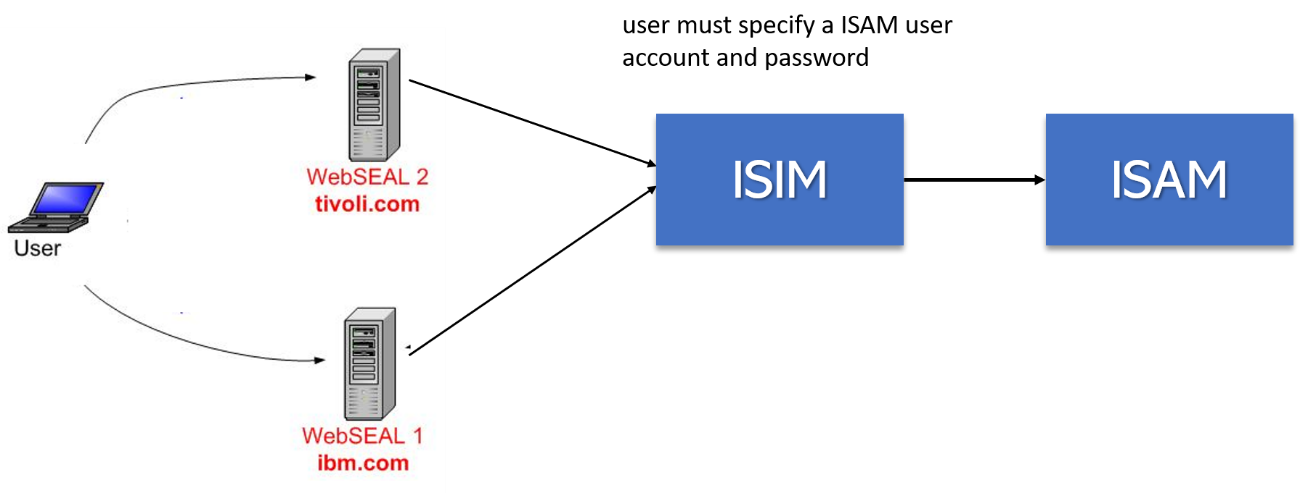 user must specify a ISAM user
account and password
WebSEAL 2
tivoli.com
User
ISIM
ISAM
WebSEAL 1
ibm.com